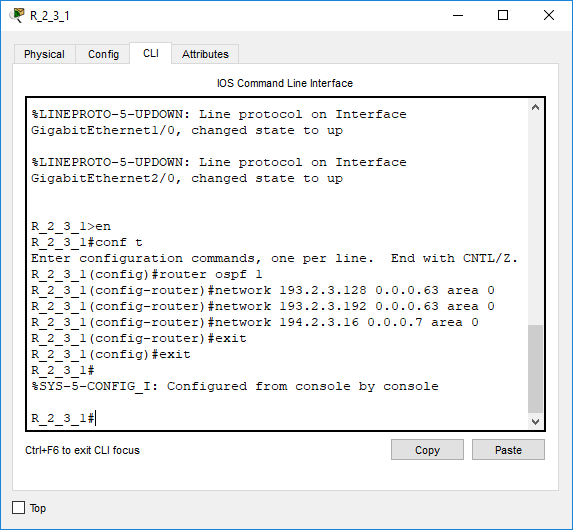 R_2_3_1
Physical Config CLI Attributes
IOS Command Line Interface
%LINEPROTO-5-UPDOWN: Line protocol on Interface
GigabitEthernet1/0, changed state to up
%LINEPROTO-5-UPDOWN: Line protocol on Interface
GigabitEthernet2/0, changed state to up
R_2_3_1>en
R_2_3_1#conf t
Enter configuration commands, one per line.  End with CNTL/Z.
R_2_3_1(config)#router ospf 1
R_2_3_1(config-router)#network 193.2.3.128 0.0.0.63 area 0
R_2_3_1(config-router)#network 193.2.3.192 0.0.0.63 area 0
R_2_3_1(config-router)#network 194.2.3.16 0.0.0.7 area 0
R_2_3_1(config-router)#exit
R_2_3_1(config)#exit
R_2_3_1#
%SYS-5-CONFIG_I: Configured from console by console
R_2_3_1#
Ctrl+F6 to exit CLI focus
Copy Paste
Top